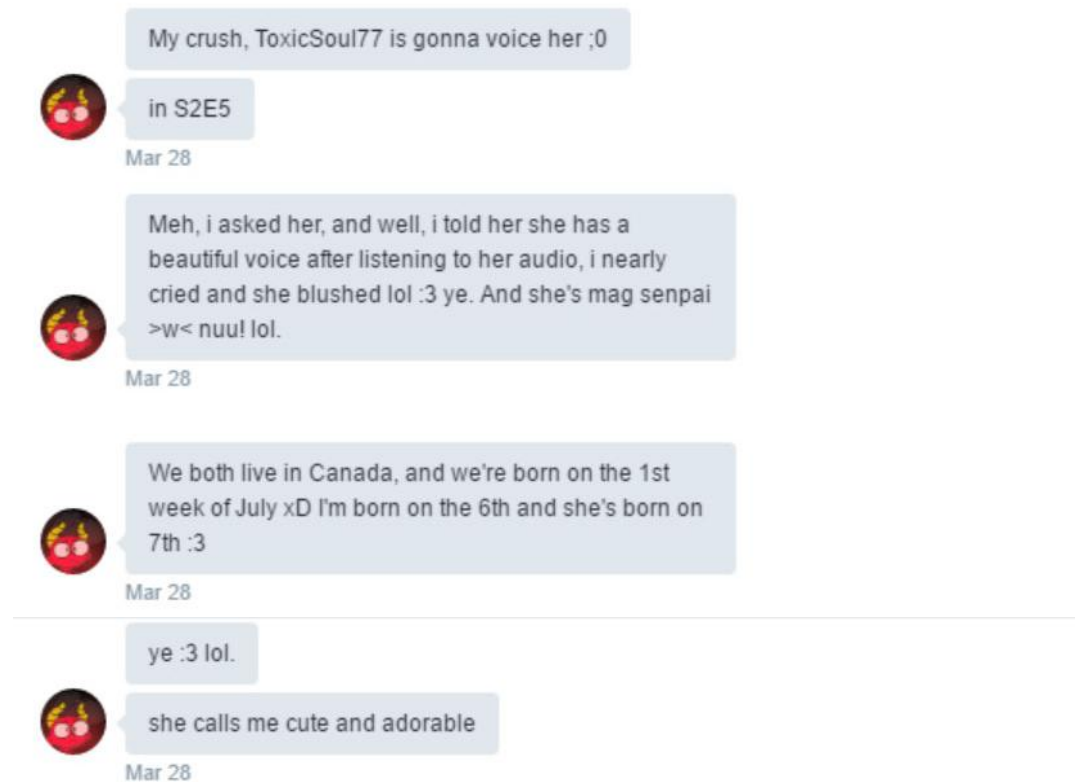 My crush, ToxicSoul77 is gonna voice her ;0
in S2E5
Mar 28
Meh, i asked her, and well, i told her she has a
beautiful voice after listening to her audio, i nearly
cried and she blushed lol :3 ye. And she's mag senpai
>w< nuu! lol.
Mar 28
We both live in Canada, and we're born on the 1st
week of July xD I'm born on the 6th and she's born on
7th :3
Mar 28
ye :3 lol.
she calls me cute and adorable
Mar 28